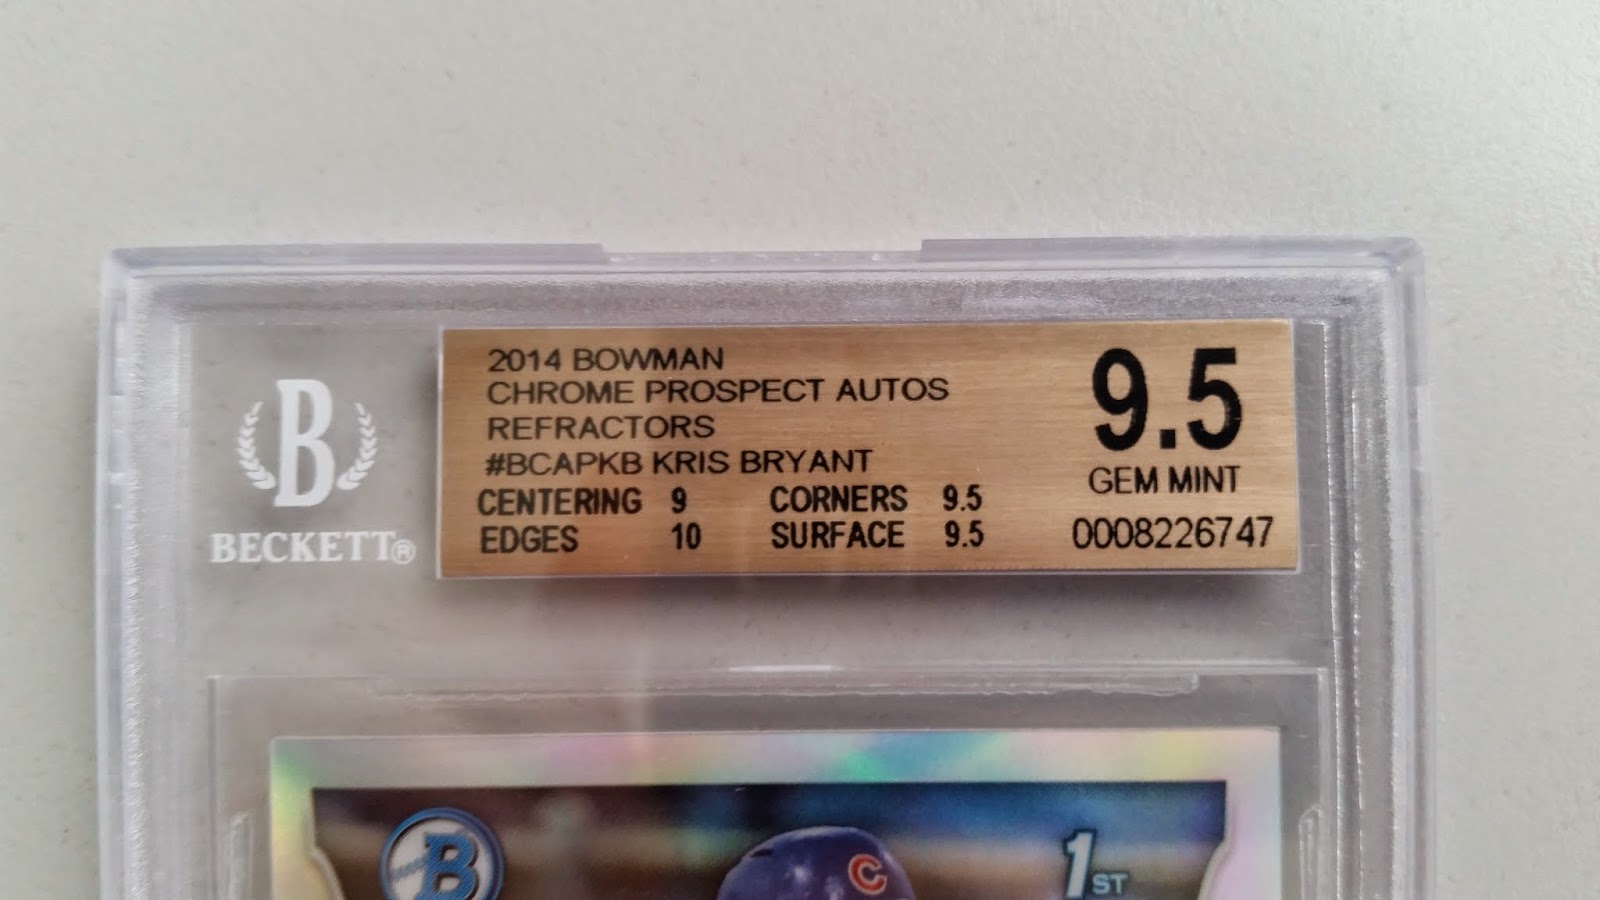 2014 BOWMAN
CHROME PROSPECT AUTOS
REFRACTORS
#BCAPKB KRIS BRYANT
CENTERING 9 CORNERS 9.5
EDGES 10 SURFACE 9.5
9.5
GEM MINT
0008226747
B
BECKETT®
B
C
1ST